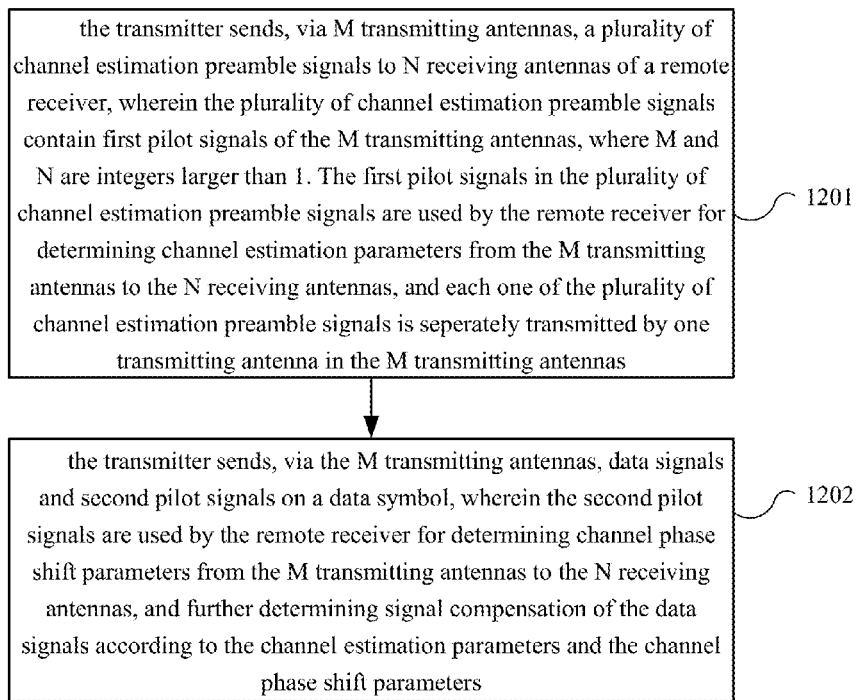 the transmitter sends, via M transmitting antennas, a plurality of
channel estimation preamble signals to N receiving antennas of a remote
receiver, wherein the plurality of channel estimation preamble signals
contain first pilot signals of the M transmitting antennas, where M and
N are integers larger than 1. The first pilot signals in the plurality of
channel estimation preamble signals are used by the remote receiver for
determining channel estimation parameters from the M transmitting
antennas to the N receiving antennas, and each one of the plurality of
channel estimation preamble signals is seperately transmitted by one
transmitting antenna in the M transmitting antennas
1201
the transmitter sends, via the M transmitting antennas, data signals
and second pilot signals on a data symbol, wherein the second pilot
signals are used by the remote receiver for determining channel phase
shift parameters from the M transmitting antennas to the N receiving
antennas, and further determining signal compensation of the data
signals according to the channel estimation parameters and the channel
phase shift parameters
1202